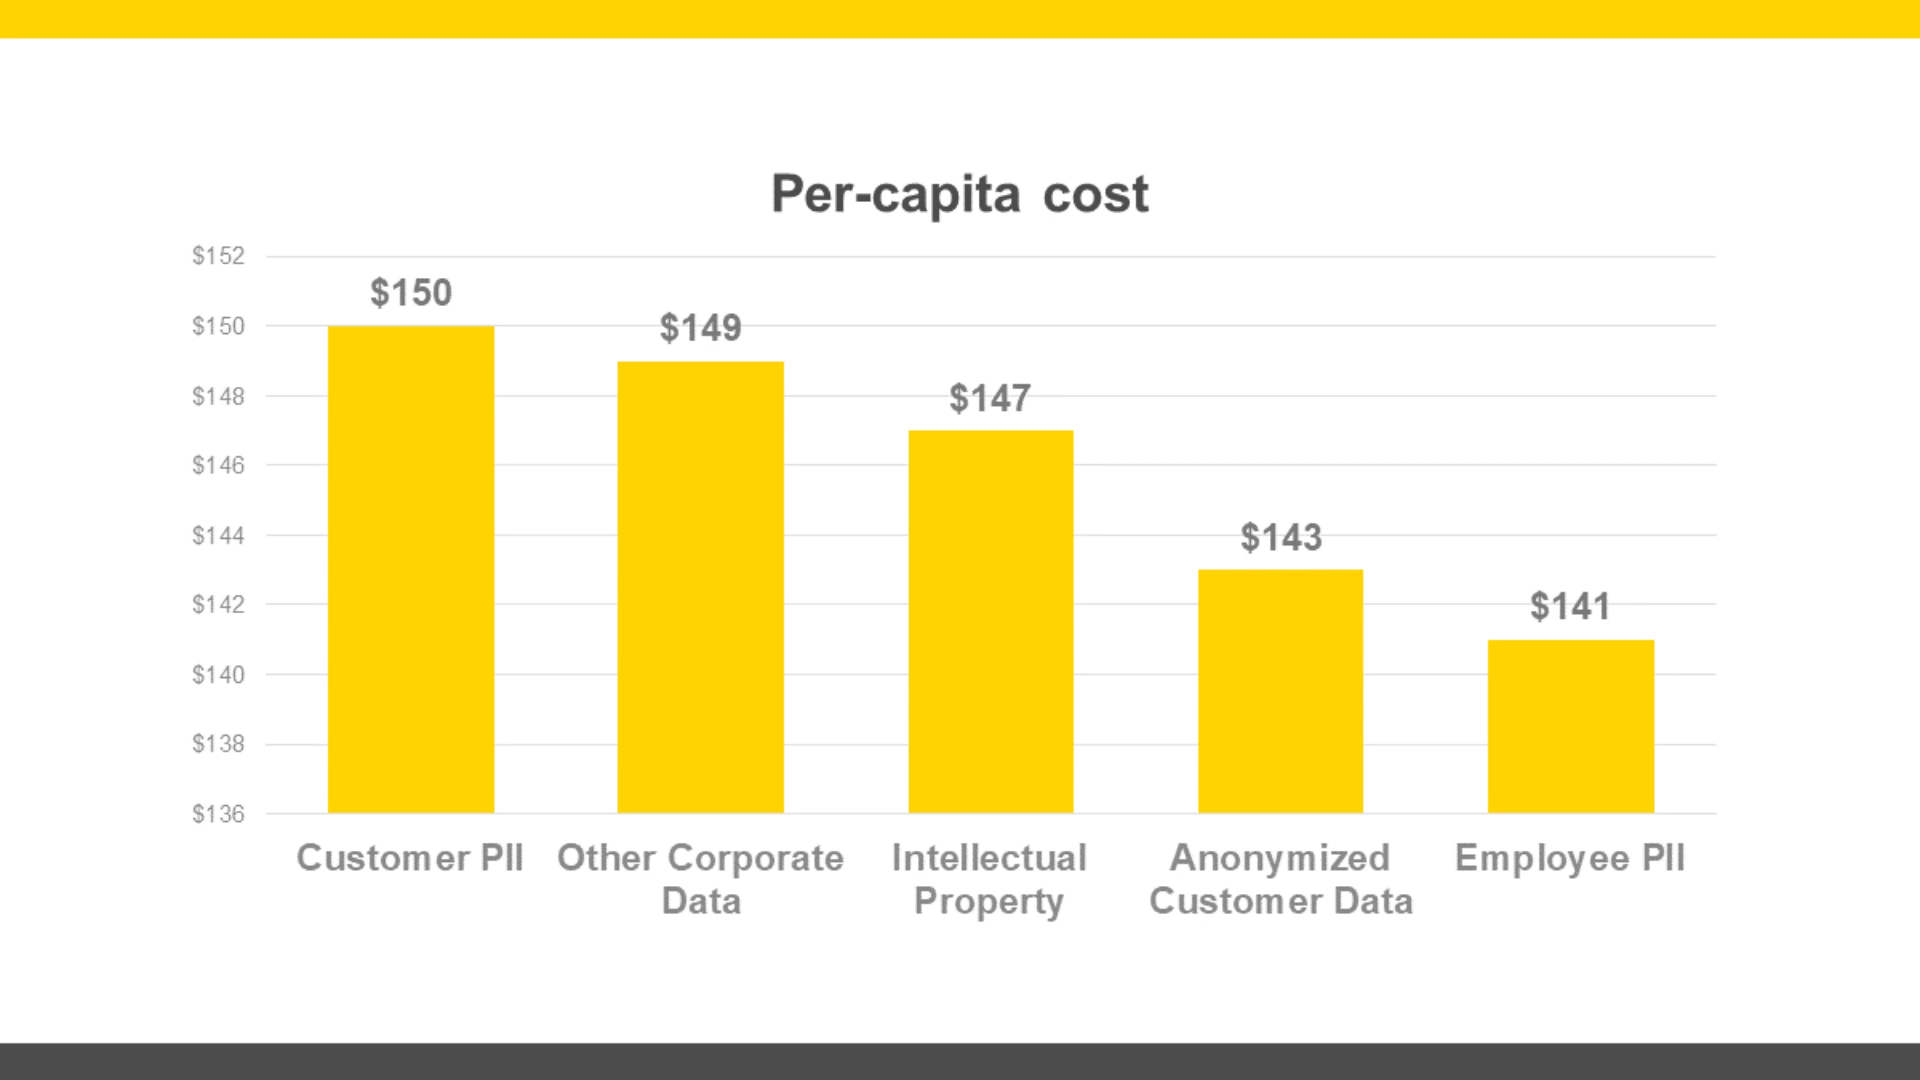 Per-capita cost
$152
$150
$150
$149
$148
$147
$146
$144
$143
$142
$141
$140
$138
$136
Customer PII
Other Corporate
Data
Intellectual
Property
Anonymized
Customer Data
Employee PII